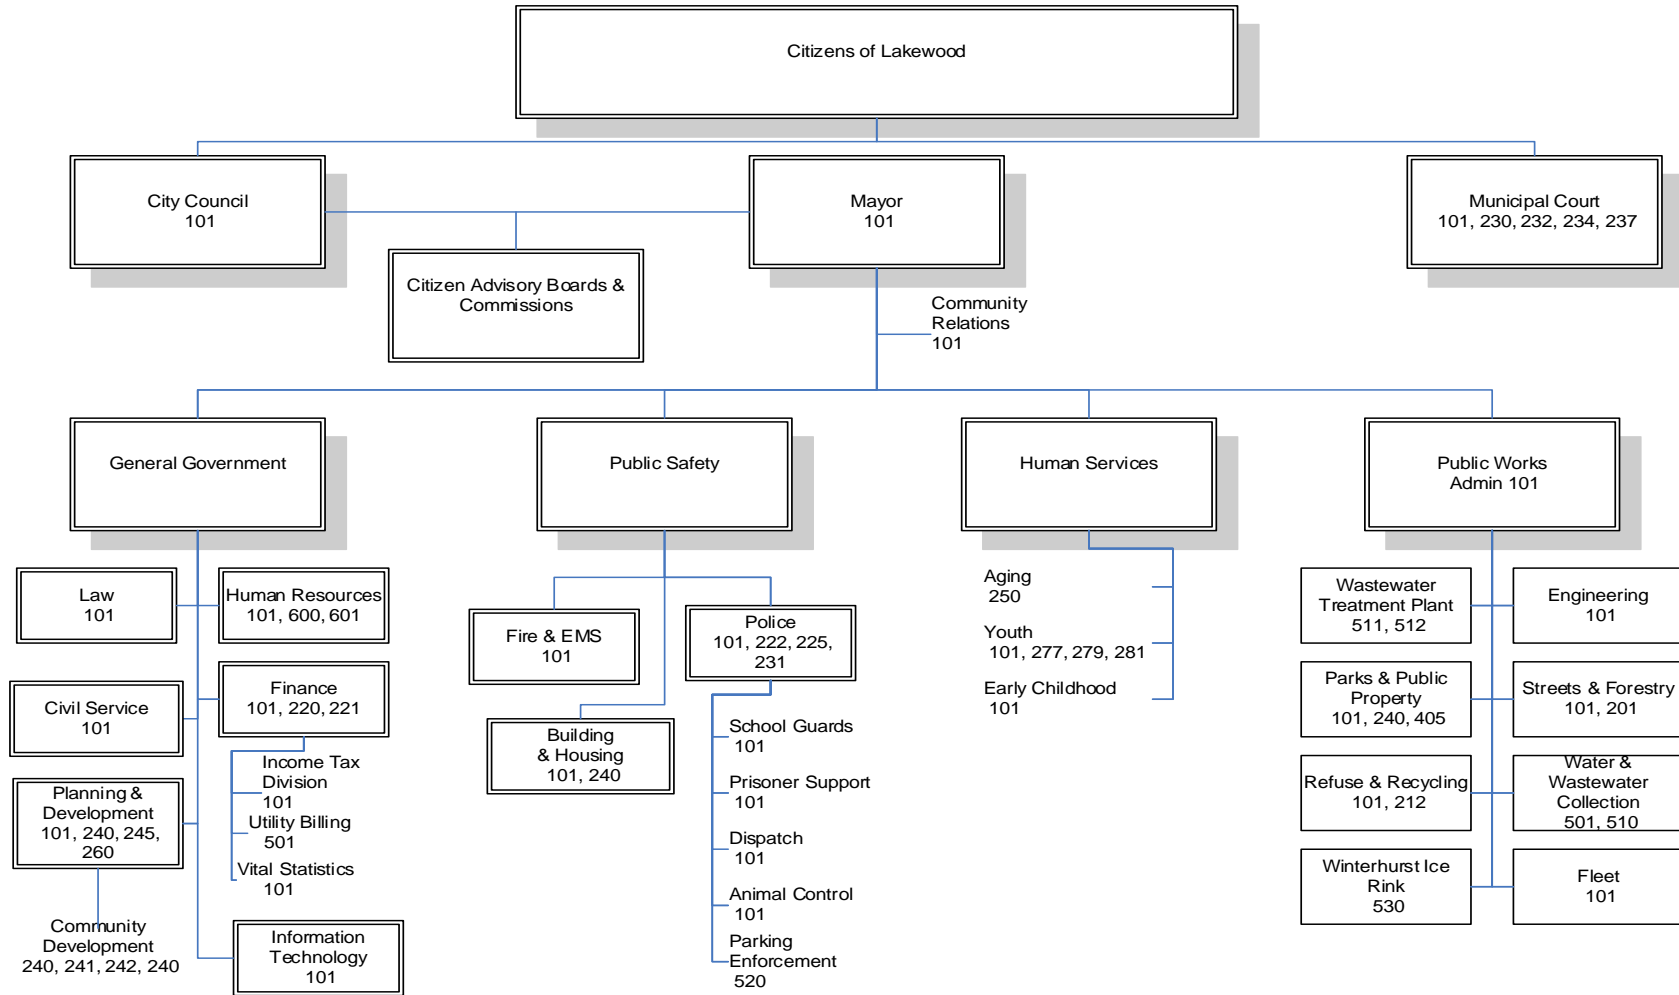 Citizens of Lakewood
City Council
101
Mayor
101
Municipal Court
101, 230, 232, 234, 237
Citizen Advisory Boards &
Commissions
Community
Relations
101
General Government
Public Safety
Human Services
Public Works
Admin 101
Law
101
Human Resources
101, 600, 601
Civil Service
101
Finance
101, 220, 221
Income Tax
Division
101
Utility Billing
501
Vital Statistics
101
Planning &
Development
101, 240, 245,
260
Community
Development
240, 241, 242, 240
Information
Technology
101
Fire & EMS
101
Police
101, 222, 225,
231
Building
& Housing
101, 240
School Guards
101
Prisoner Support
101
Dispatch
101
Animal Control
101
Parking
Enforcement
520
Aging
250
Youth
101, 277, 279, 281
Early Childhood
101
Wastewater
Treatment Plant
511, 512
Engineering
101
Parks & Public
Property
101, 240, 405
Streets & Forestry
101, 201
Refuse & Recycling
101, 212
Water &
Wastewater
Collection
501, 510
Winterhurst Ice
Rink
530
Fleet
101